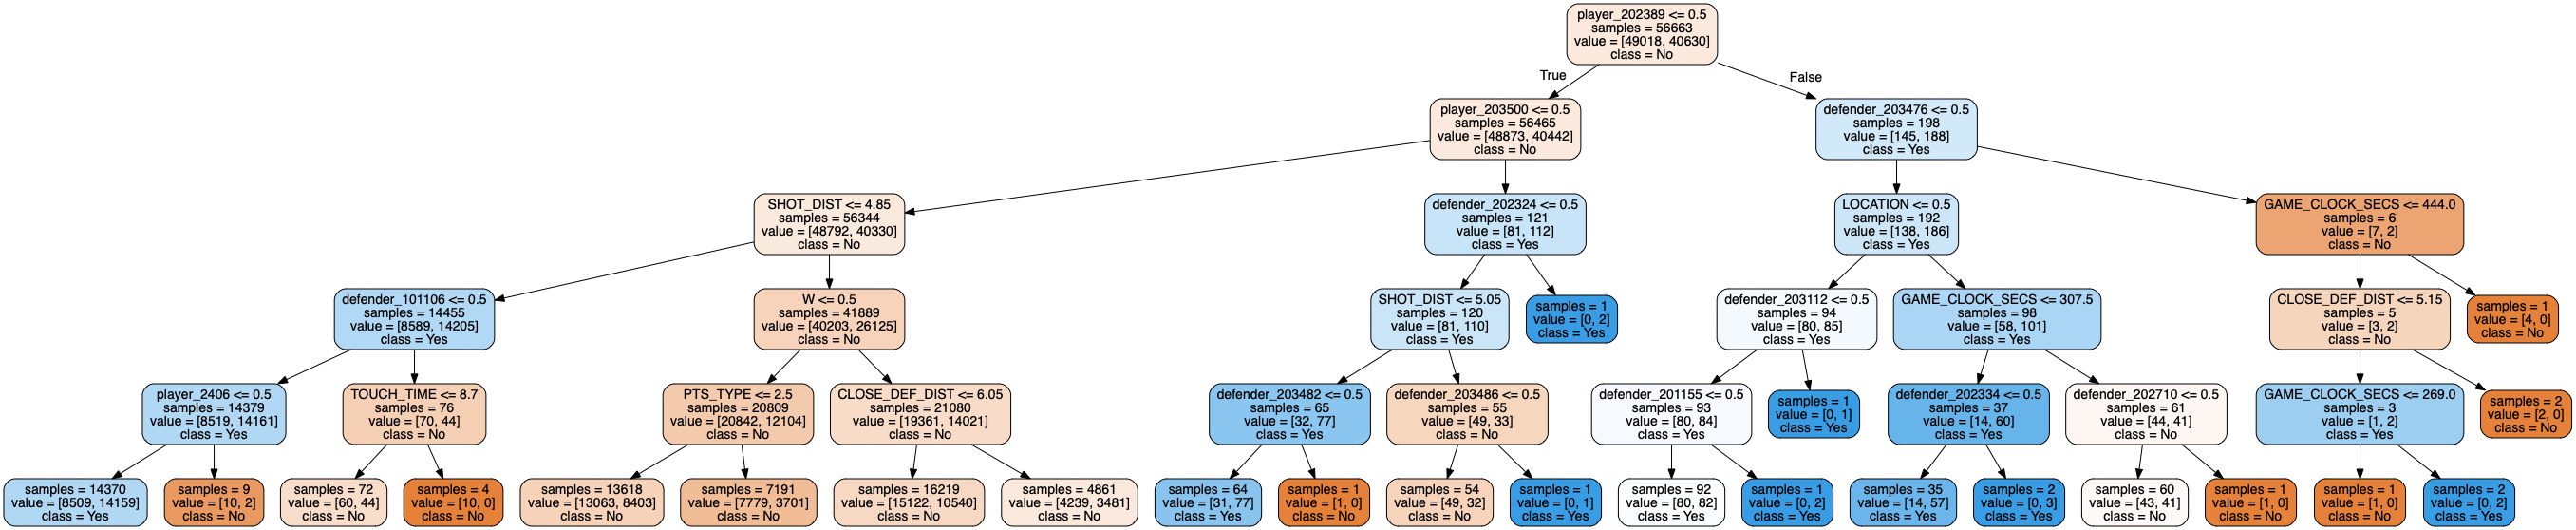 player_202389 <= 0.5
samples = 56663
value = [49018, 40630]
class = No
True
False
player_203500 <= 0.5
samples = 56465
value = [48873, 40442]
class = No
defender_203476 <= 0.5
samples = 198
value = [145, 188]
class = Yes
SHOT_DIST <= 4.85
samples = 56344
value = [48792, 40330]
class = No
defender_202324 <= 0.5
samples = 121
value = [81, 112]
class = Yes
LOCATION <= 0.5
samples = 192
value = [138, 186]
class = Yes
GAME_CLOCK_SECS <= 444.0
samples = 6
value = [7, 2]
class = No
defender_101106 <= 0.5
samples = 14455
value = [8589, 14205]
class = Yes
W <= 0.5
samples = 41889
value = [40203, 26125]
class = No
SHOT_DIST <= 5.05
samples = 120
value = [81, 110]
class = Yes
samples = 1
value = [0, 2]
class = Yes
defender_203112 <= 0.5
samples = 94
value = [80, 85]
class = Yes
GAME_CLOCK_SECS <= 307.5
samples = 98
value = [58, 101]
class = Yes
CLOSE_DEF_DIST <= 5.15
samples = 5
value = [3, 2]
class = No
samples = 1
value = [4, 0]
class = No
player_2406 <= 0.5
samples = 14379
value = [8519, 14161]
class = Yes
TOUCH_TIME <= 8.7
samples = 76
value = [70, 44]
class = No
PTS_TYPE <= 2.5
samples = 20809
value = [20842, 12104]
class = No
CLOSE_DEF_DIST <= 6.05
samples = 21080
value = [19361, 14021]
class = No
defender_203482 <= 0.5
samples = 65
value = [32, 77]
class = Yes
defender_203486 <= 0.5
samples = 55
value = [49, 33]
class = No
defender_201155 <= 0.5
samples = 93
value = [80, 84]
class = Yes
samples = 1
value = [0, 1]
class = Yes
defender_202334 <= 0.5
samples = 37
value = [14, 60]
class = Yes
defender_202710 <= 0.5
samples = 61
value = [44, 41]
class = No
GAME_CLOCK_SECS <= 269.0
samples = 3
value = [1, 2]
class = Yes
samples = 2
value = [2, 0]
class = No
samples = 14370
value = [8509, 14159]
class = Yes
samples = 9
value = [10, 2]
class = No
samples = 72
value = [60, 44]
class = No
samples = 4
value = [10, 0]
class = No
samples = 13618
value = [13063, 8403]
class = No
samples = 7191
value = [7779, 3701]
class = No
samples = 16219
value = [15122, 10540]
class = No
samples = 4861
value = [4239, 3481]
class = No
samples = 64
value = [31, 77]
class = Yes
samples = 1
value = [1, 0]
class = No
samples = 54
value = [49, 32]
class = No
samples = 1
value = [0, 1]
class = Yes
samples = 92
value = [80, 82]
class = Yes
samples = 1
value = [0, 2]
class = Yes
samples = 35
value = [14, 57]
class = Yes
samples = 2
value = [0, 3]
class = Yes
samples = 60
value = [43, 41]
class = No
samples = 1
value = [1, 0]
class = No
samples = 1
value = [1, 0]
class = No
samples = 2
value = [0, 2]
class = Yes